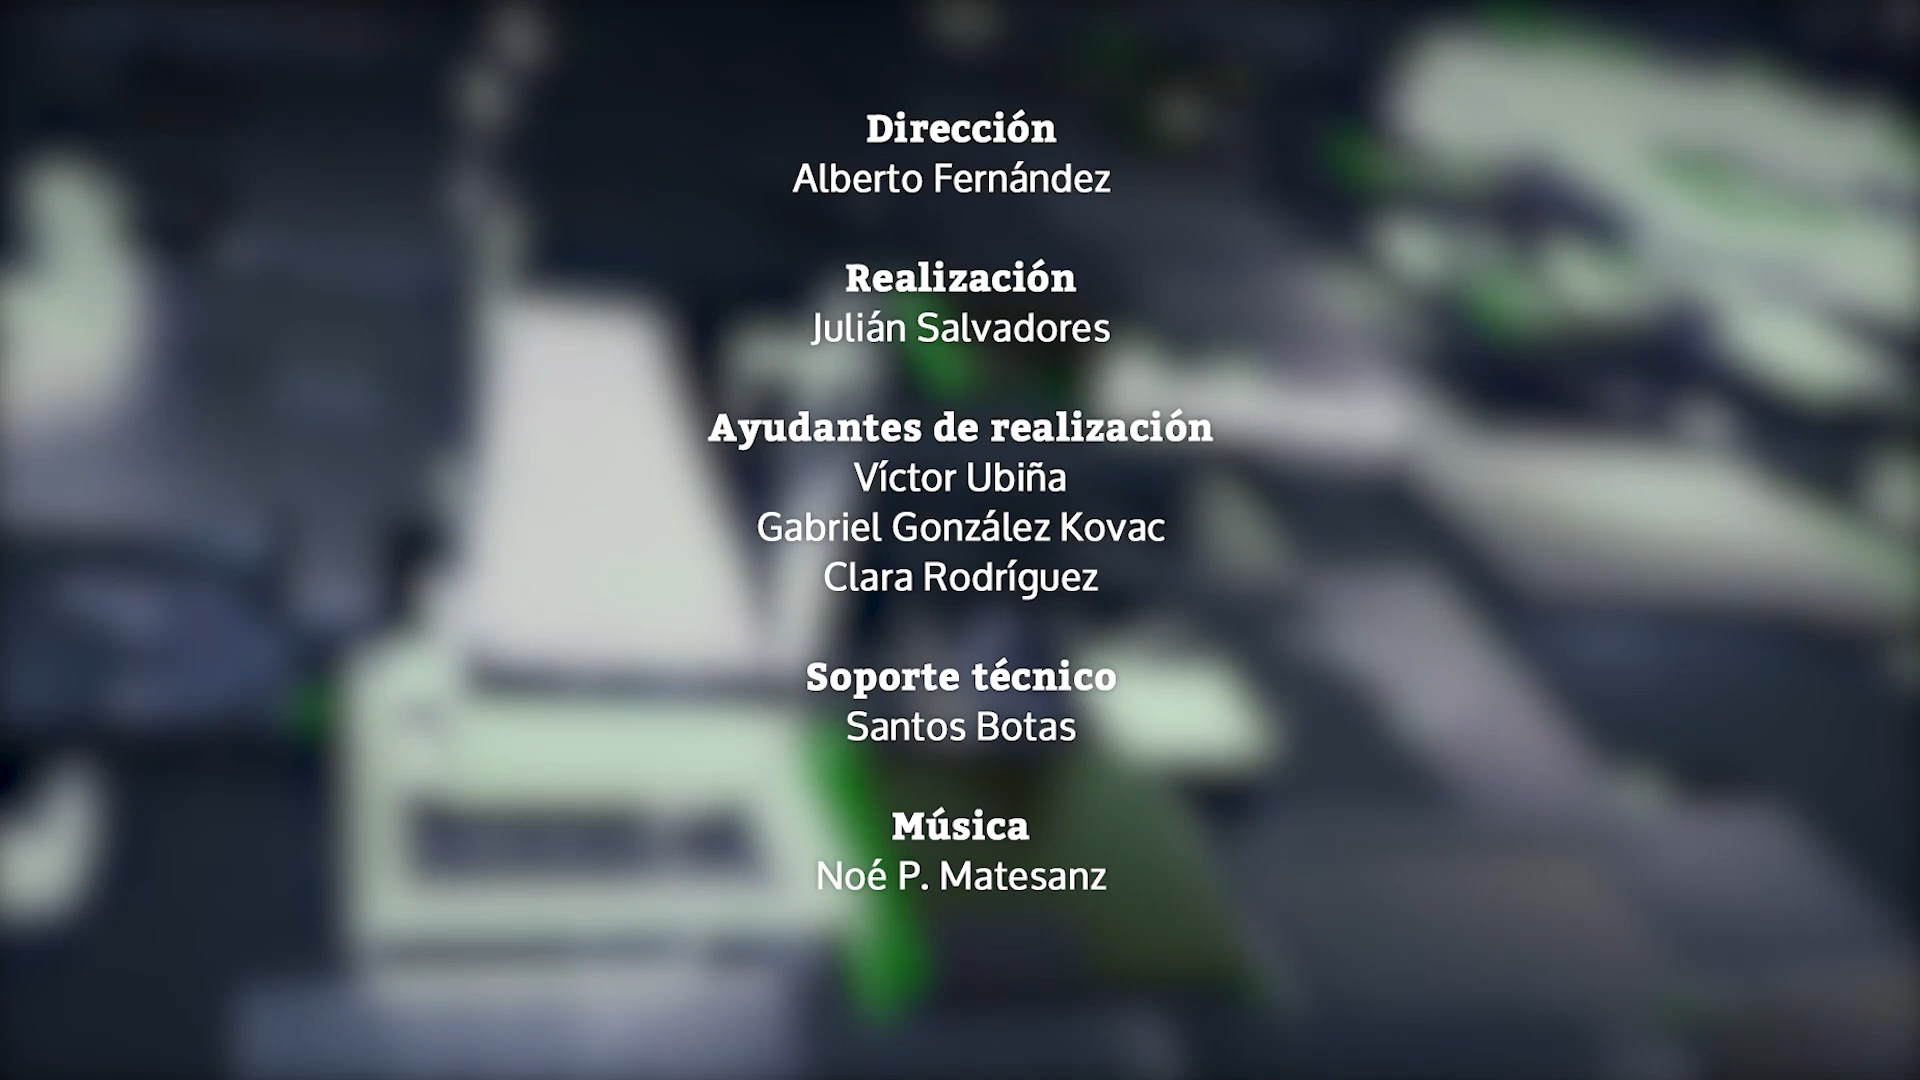 Dirección
Alberto Fernández
Realización
Julián Salvadores
Ayudantes de realización
Víctor Ubiña
Gabriel González Kovac
Clara Rodríguez
Soporte técnico
Santos Botas
Música
Noé P. Matesanz